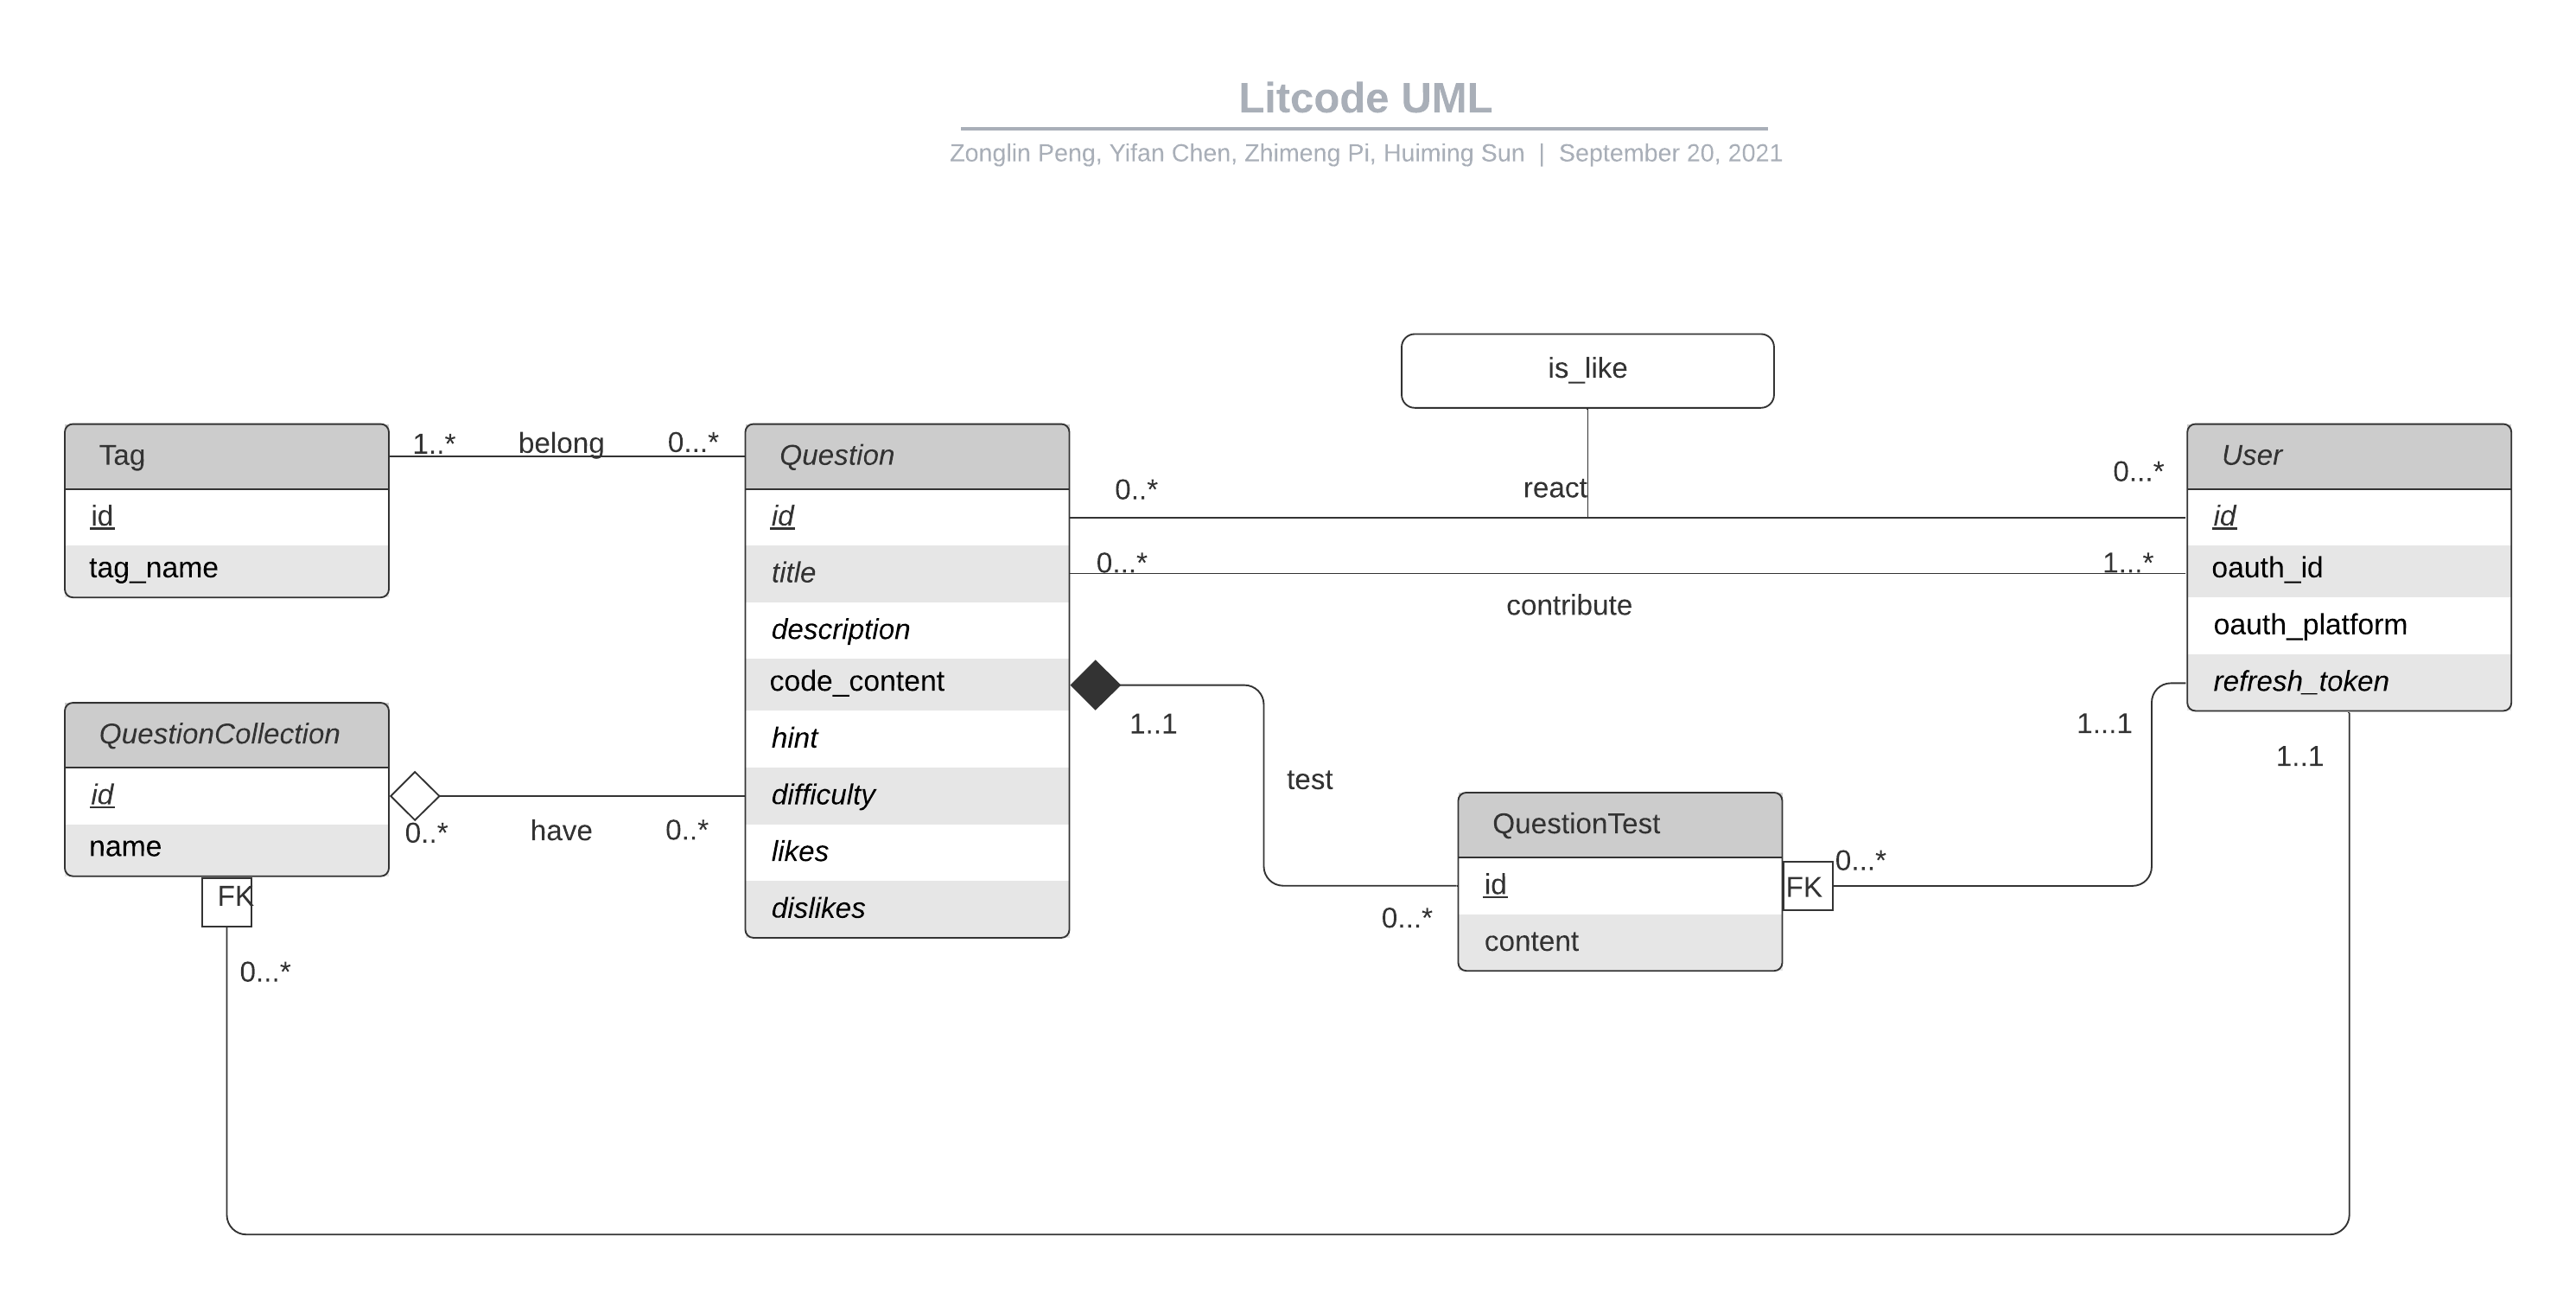 Litcode UML
Zonglin Peng, Yifan Chen, Zhimeng Pi, Huiming Sun | September 20, 2021
is_like
react
0..*
0...*
contribute
0...*
1...*
Tag
id
tag_name
1..*
belong
0...*
Question
id
title
description
code_content
hint
difficulty
likes
dislikes
User
id
oauth_id
oauth_platform
refresh_token
QuestionCollection
id
name
0..*
have
0..*
FK
0...*
1..1
test
0...*
QuestionTest
id
content
FK
0...*
1...1
1..1